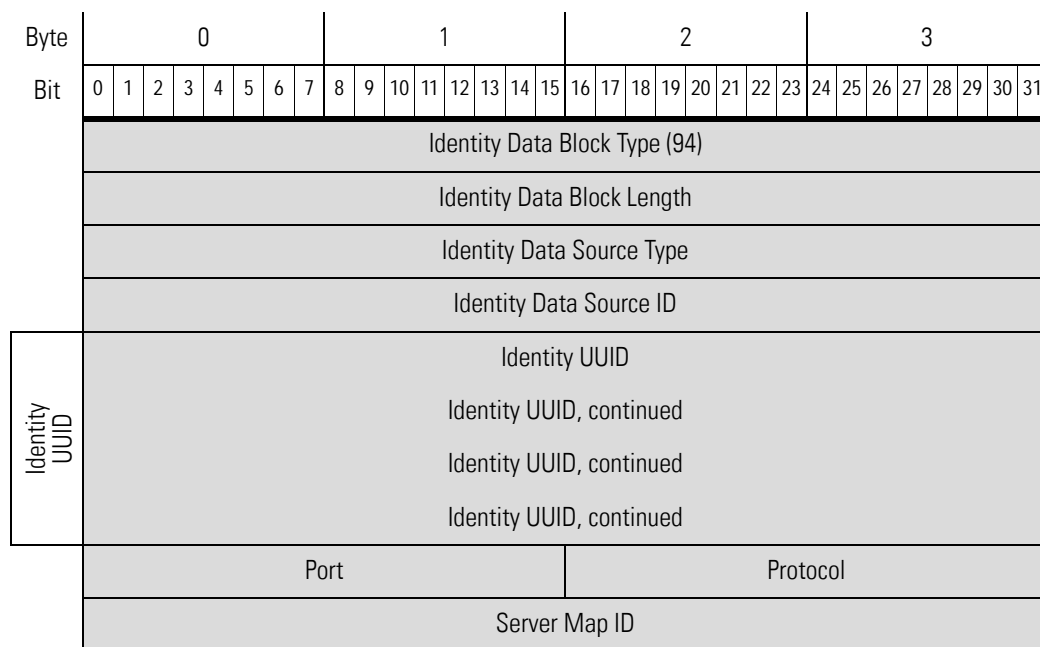 Byte 0 1 2 3
Bit 0 1 2 3 4 5 6 7 8 9 10 11 12 13 14 15 16 17 18 19 20 21 22 23 24 25 26 27 28 29 30 31
Identity Data Block Type (94)
Identity Data Block Length
Identity Data Source Type
Identity Data Source ID
Identity
UUID
Identity UUID
Identity UUID, continued
Identity UUID, continued
Identity UUID, continued
Port Protocol
Server Map ID